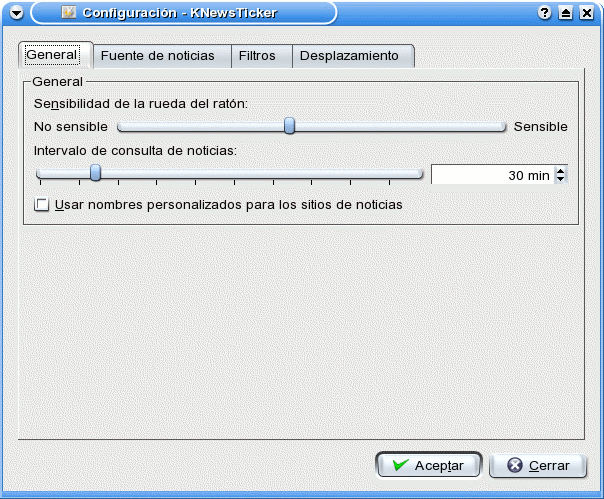 Configuración - KNewsTicker
General Fuente de noticias Filtros Desplazamiento
General
Sensibilidad de la rueda del ratón:
No sensible Sensible
Intervalo de consulta de noticias:
30 min
Usar nombres personalizados para los sitios de noticias
Aceptar Cerrar